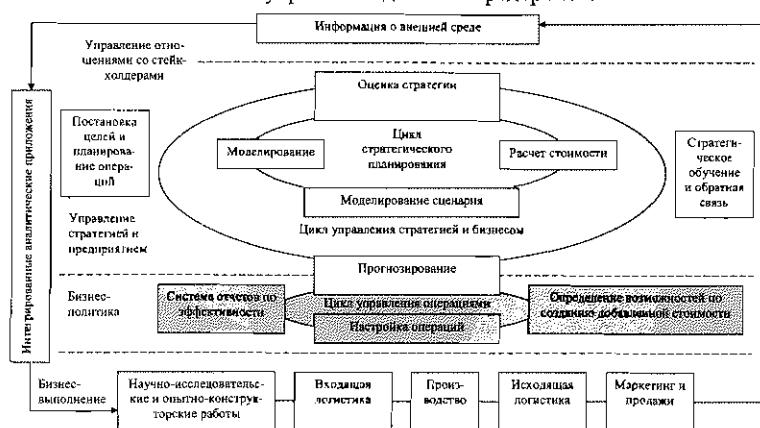 Информация о внешней среде
Управление отно-
шениями со стейк-
холдерами
Интегрированные аналитические приложения
Оценка стратегии
Постановка
целей и
планирова-
ние опера-
ций
Моделирование
Цикл
стратегического
планирования
Расчет стоимости
Стратеги-
ческое
обучение
и обратная
связь
Моделирование сценария
Управление
стратегией и
предприятием
Цикл управления стратегией и бизнесом
Прогнозирование
Бизнес-
политика
Система отчетов по
эффективности
Цикл управления операциями
Настройка операций
Определение возможностей по
созданию добавленной стоимости
Бизнес-
выполнение
Научно-исследовательс-
кие и опытно-конструк-
торские работы
Входящая
логистика
Произ-
водство
Исходящая
логистика
Маркетинг и
продажи